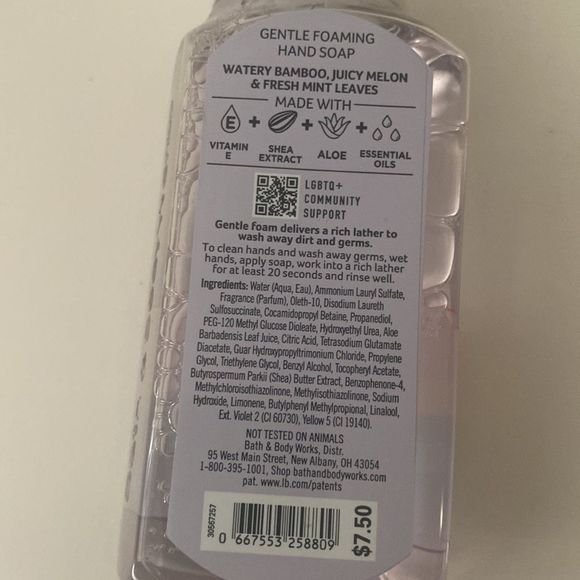 GENTLE FOAMING
HAND SOAP
WATERY BAMBOO, JUICY MELON
& FRESH MINT LEAVES
MADE WITH
E + + +
VITAMIN E SHEA EXTRACT ALOE ESSENTIAL OILS
LGBTQ+
COMMUNITY
SUPPORT
Gentle foam delivers a rich lather to
wash away dirt and germs.
To clean hands and wash away germs, wet
hands, apply soap, work into a rich lather
for at least 20 seconds and rinse well.
Ingredients: Water (Aqua, Eau), Ammonium Lauryl Sulfate,
Fragrance (Parfum), Oleth-10, Disodium Laureth
Sulfosuccinate, Cocamidopropyl Betaine, Propanediol,
PEG-120 Methyl Glucose Dioleate, Hydroxyethyl Urea, Aloe
Barbadensis Leaf Juice, Citric Acid, Tetrasodium Glutamate
Diacetate, Guar Hydroxypropyltrimonium Chloride, Propylene
Glycol, Triethylene Glycol, Benzyl Alcohol, Tocopheryl Acetate,
Butyrospermum Parkii (Shea) Butter Extract, Benzophenone-4,
Methylchloroisothiazolinone, Methylisothiazolinone, Sodium
Hydroxide, Limonene, Butylphenyl Methylpropional, Linalool,
Ext. Violet 2 (CI 60730), Yellow 5 (CI 19140).
NOT TESTED ON ANIMALS
Bath & Body Works, Distr.
95 West Main Street, New Albany, OH 43054
1-800-395-1001, Shop bathandbodyworks.com
pat. www.lb.com/patents
30567257
0 667553 258809
$7.50